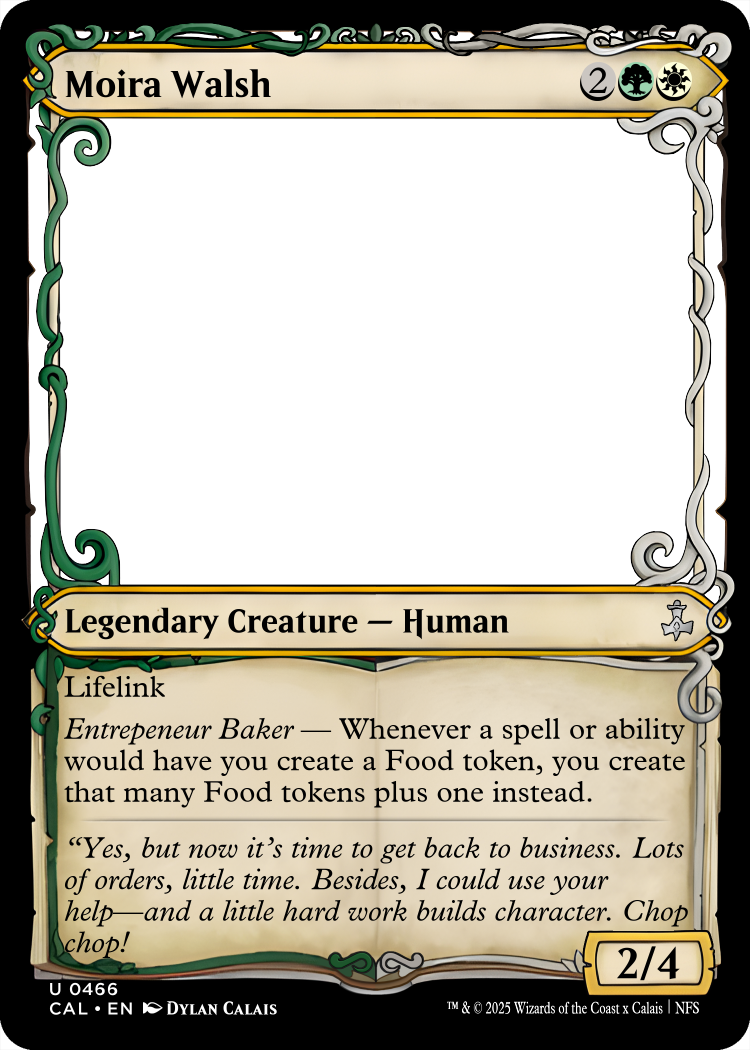 Moira Walsh 2
Legendary Creature — Human
Lifelink
Entrepeneur Baker — Whenever a spell or ability
would have you create a Food token, you create
that many Food tokens plus one instead.
“Yes, but now it’s time to get back to business. Lots
of orders, little time. Besides, I could use your
help—and a little hard work builds character. Chop
chop!
2/4
U 0466
CAL • EN DYLAN CALAIS
™ & © 2025 Wizards of the Coast x Calais | NFS